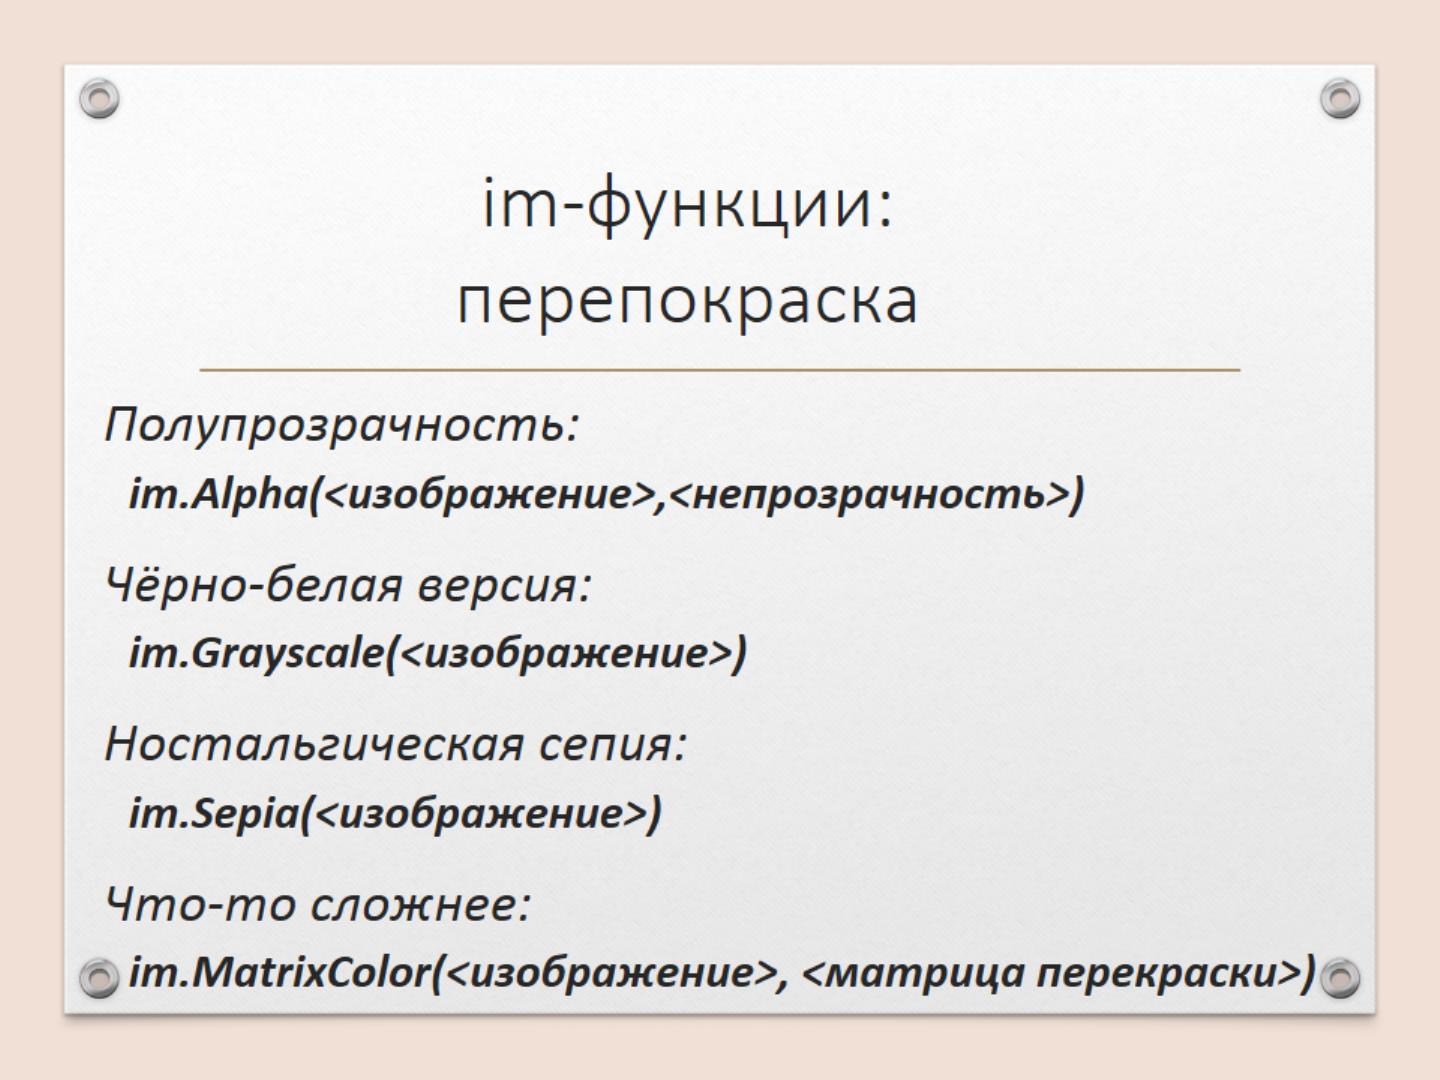 im-функции:
перепокраска
Полупрозрачность:
im.Alpha(<изображение>,<непрозрачность>)
Чёрно-белая версия:
im.Grayscale(<изображение>)
Ностальгическая сепия:
im.Sepia(<изображение>)
Что-то сложнее:
im.MatrixColor(<изображение>, <матрица перекраски>)